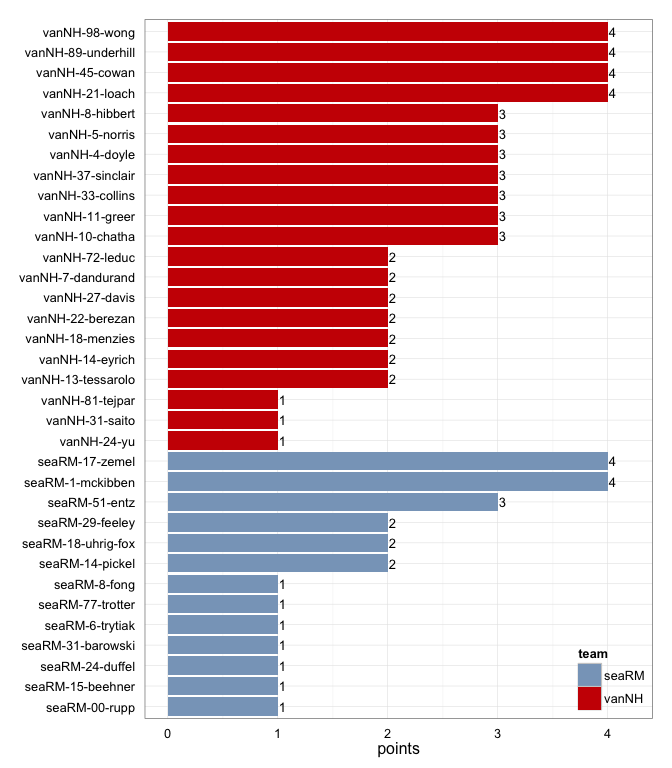 vanNH-98-wong 4
vanNH-89-underhill 4
vanNH-45-cowan 4
vanNH-21-loach 4
vanNH-8-hibbert 3
vanNH-5-norris 3
vanNH-4-doyle 3
vanNH-37-sinclair 3
vanNH-33-collins 3
vanNH-11-greer 3
vanNH-10-chatha 3
vanNH-72-leduc 2
vanNH-7-dandurand 2
vanNH-27-davis 2
vanNH-22-berezan 2
vanNH-18-menzies 2
vanNH-14-eyrich 2
vanNH-13-tessarolo 2
vanNH-81-tejpar 1
vanNH-31-saito 1
vanNH-24-yu 1
seaRM-17-zemel 4
seaRM-1-mckibben 4
seaRM-51-entz 3
seaRM-29-feeley 2
seaRM-18-uhrig-fox 2
seaRM-14-pickel 2
seaRM-8-fong 1
seaRM-77-trotter 1
seaRM-6-trytiak 1
seaRM-31-barowski 1
seaRM-24-duffel 1
seaRM-15-beehner 1
seaRM-00-rupp 1
team
seaRM
vanNH
0 1 2 3 4
points